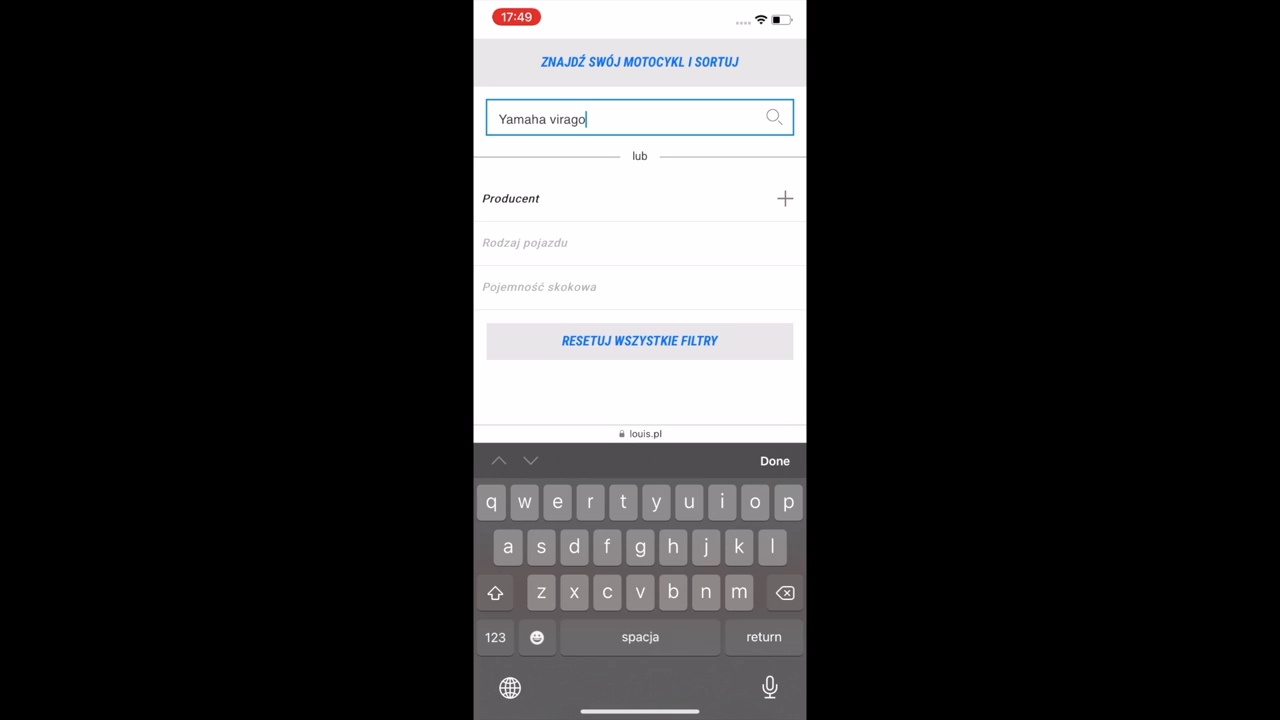 17:49
ZNAJDŹ SWÓJ MOTOCYKL I SORTUJ
Yamaha virago
lub
Producent
Rodzaj pojazdu
Pojemność skokowa
RESETUJ WSZYSTKIE FILTRY
louis.pl
Done
q w e r t y u i o p
a s d f g h j k l
z x c v b n m
123 spacja return